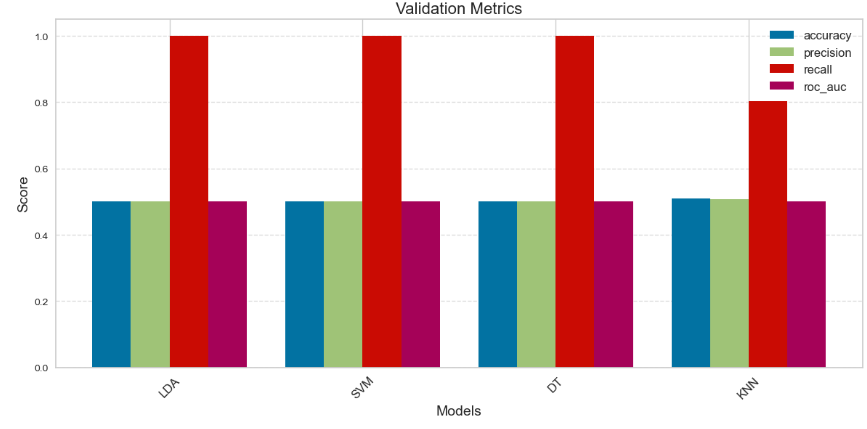 Validation Metrics
accuracy
precision
recall
roc_auc
1.0
0.8
0.6
0.4
0.2
0.0
Score
LDA
SVM
DT
KNN
Models